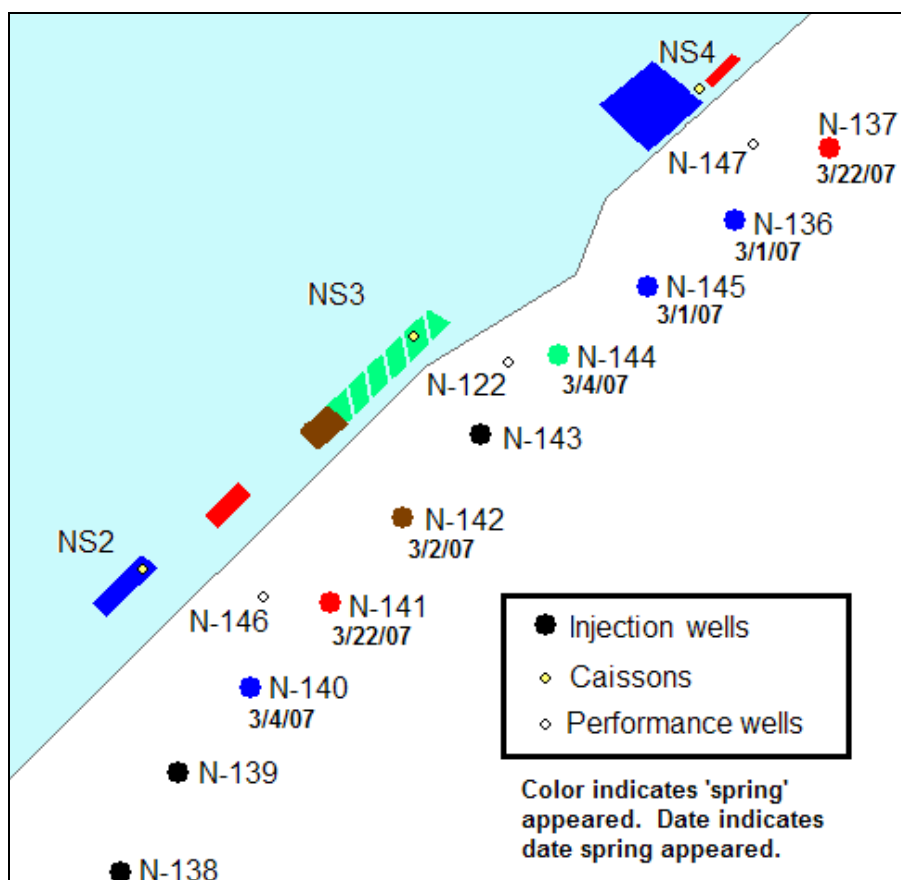 NS4
N-137
N-147
3/22/07
N-136
3/1/07
N-145
3/1/07
NS3
N-144
N-122
3/4/07
N-143
N-142
3/2/07
NS2
N-146
N-141
3/22/07
N-140
3/4/07
N-139
N-138
Injection wells
Caissons
Performance wells
Color indicates 'spring'
appeared. Date indicates
date spring appeared.